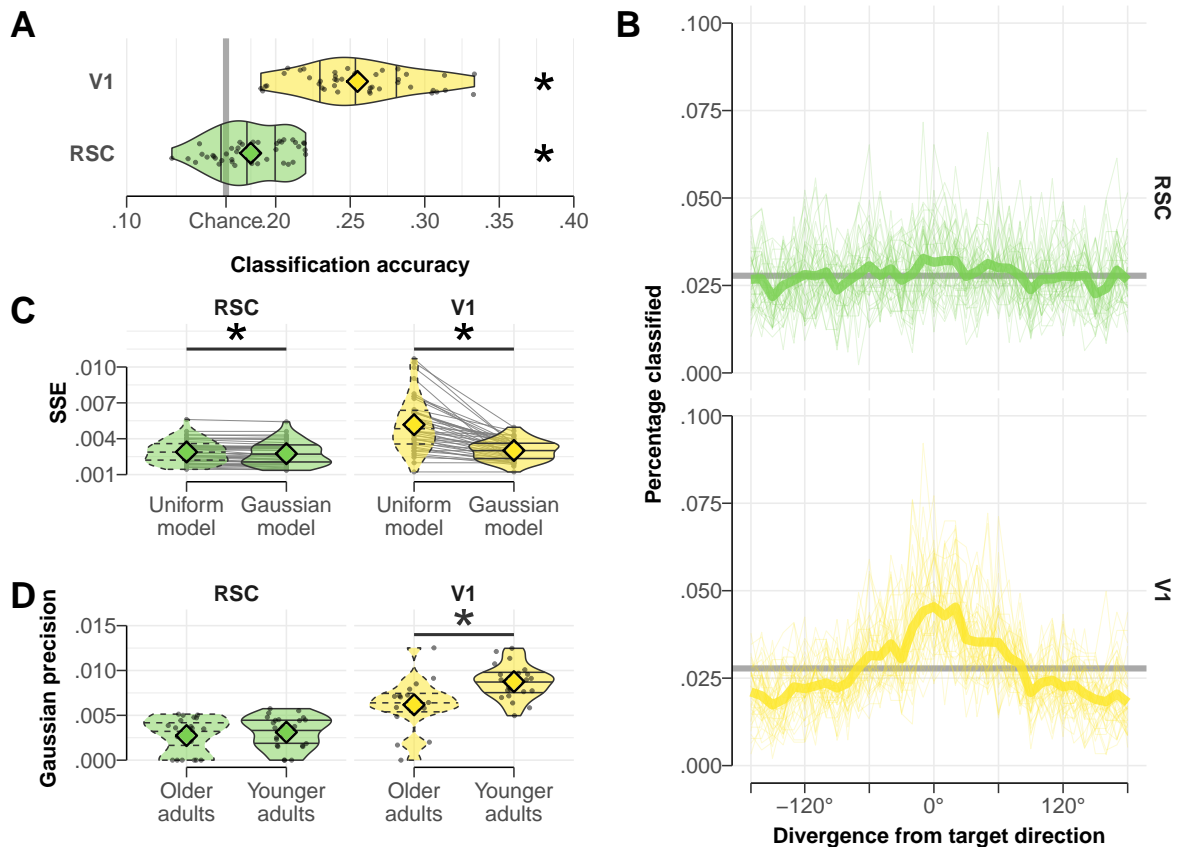 A
V1
*
RSC
*
.10
Chance
.20
.25
.30
.35
.40
Classification accuracy
B
.100
.075
.050
.025
.000
RSC
Percentage classified
.100
.075
.050
.025
.000
V1
−120°
0°
120°
Divergence from target direction
C
RSC
V1
*
*
SSE
.010
.007
.004
.001
Uniform
model
Gaussian
model
Uniform
model
Gaussian
model
D
RSC
V1
*
Gaussian precision
.015
.010
.005
.000
Older
adults
Younger
adults
Older
adults
Younger
adults